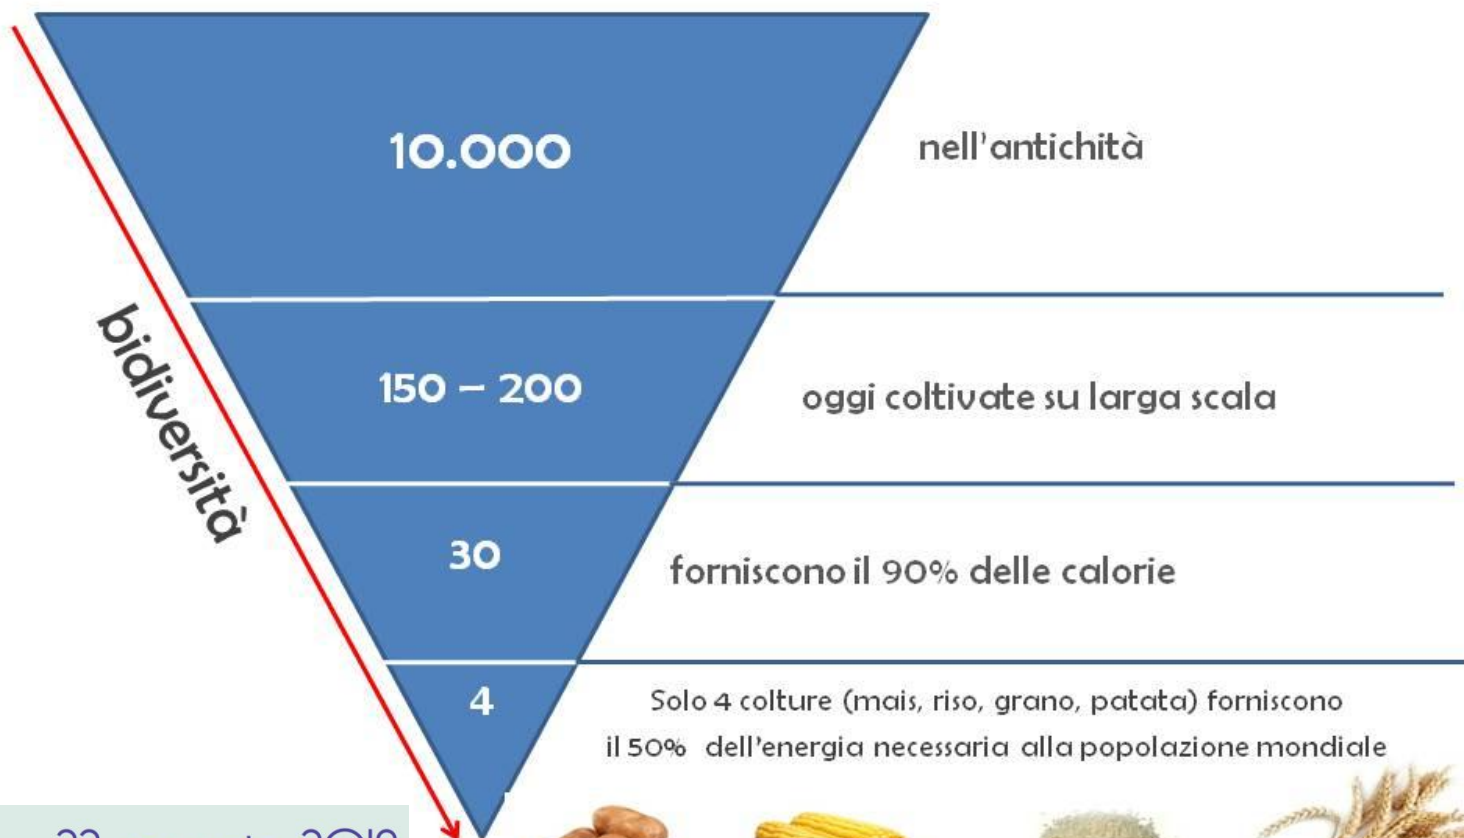 10.000
nell'antichità
150 – 200
oggi coltivate su larga scala
bidiversità
30
forniscono il 90% delle calorie
4
Solo 4 colture (mais, riso, grano, patata) forniscono
il 50% dell'energia necessaria alla popolazione mondiale